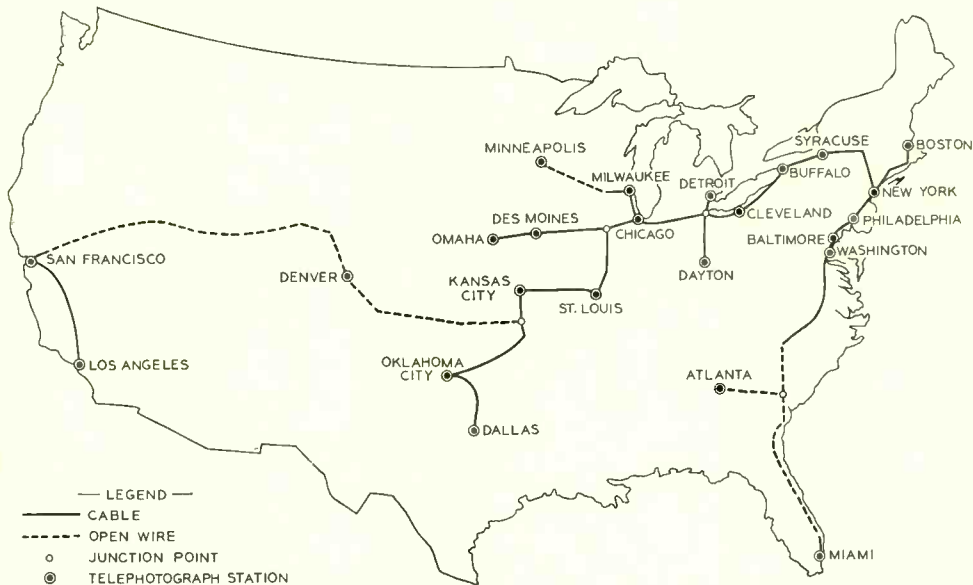 SYRACUSE
BOSTON
MINNEAPOLIS
MILWAUKEE
DETROIT
BUFFALO
NEW YORK
DES MOINES
CLEVELAND
PHILADELPHIA
OMAHA
CHICAGO
BALTIMORE
WASHINGTON
SAN FRANCISCO
DENVER
KANSAS
CITY
DAYTON
ST. LOUIS
LOS ANGELES
OKLAHOMA
CITY
ATLANTA
DALLAS
LEGEND
CABLE
OPEN WIRE
JUNCTION POINT
TELEPHOTOGRAPH STATION
MIAMI